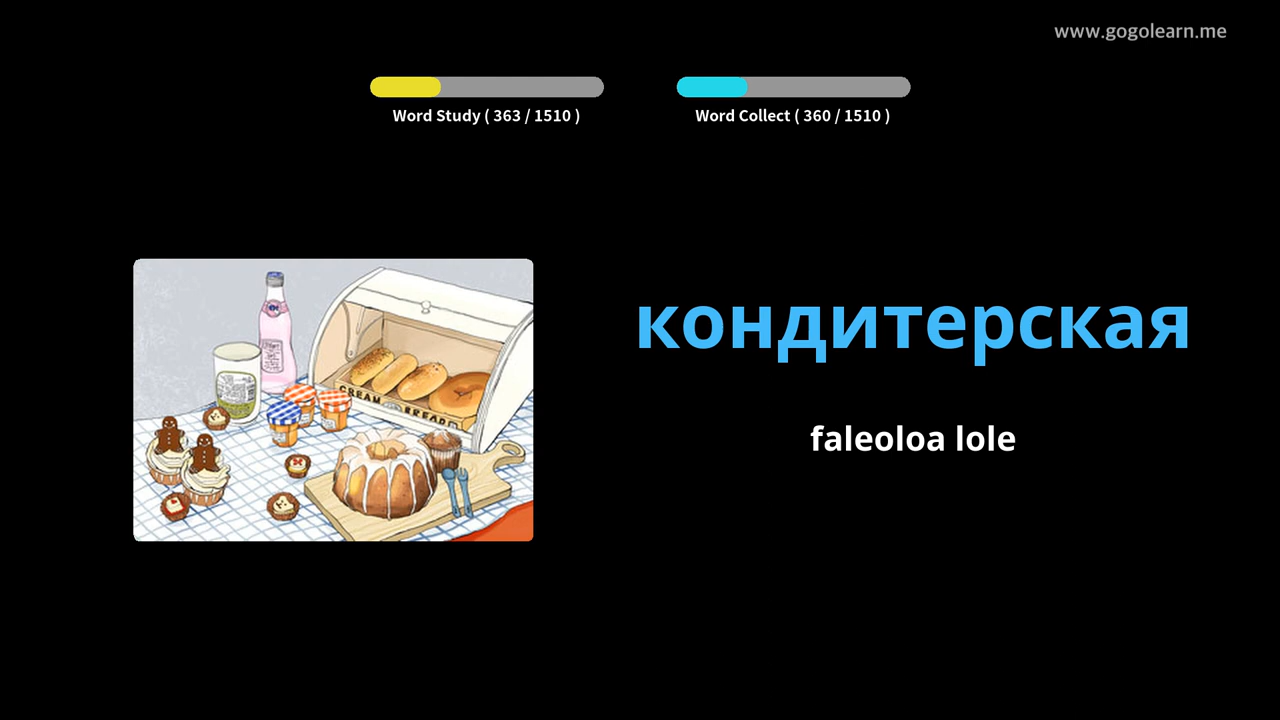 www.gogolearn.me
Word Study ( 363 / 1510 )
Word Collect ( 360 / 1510 )
CREAM BREAD
кондитерская
faleoloa lole